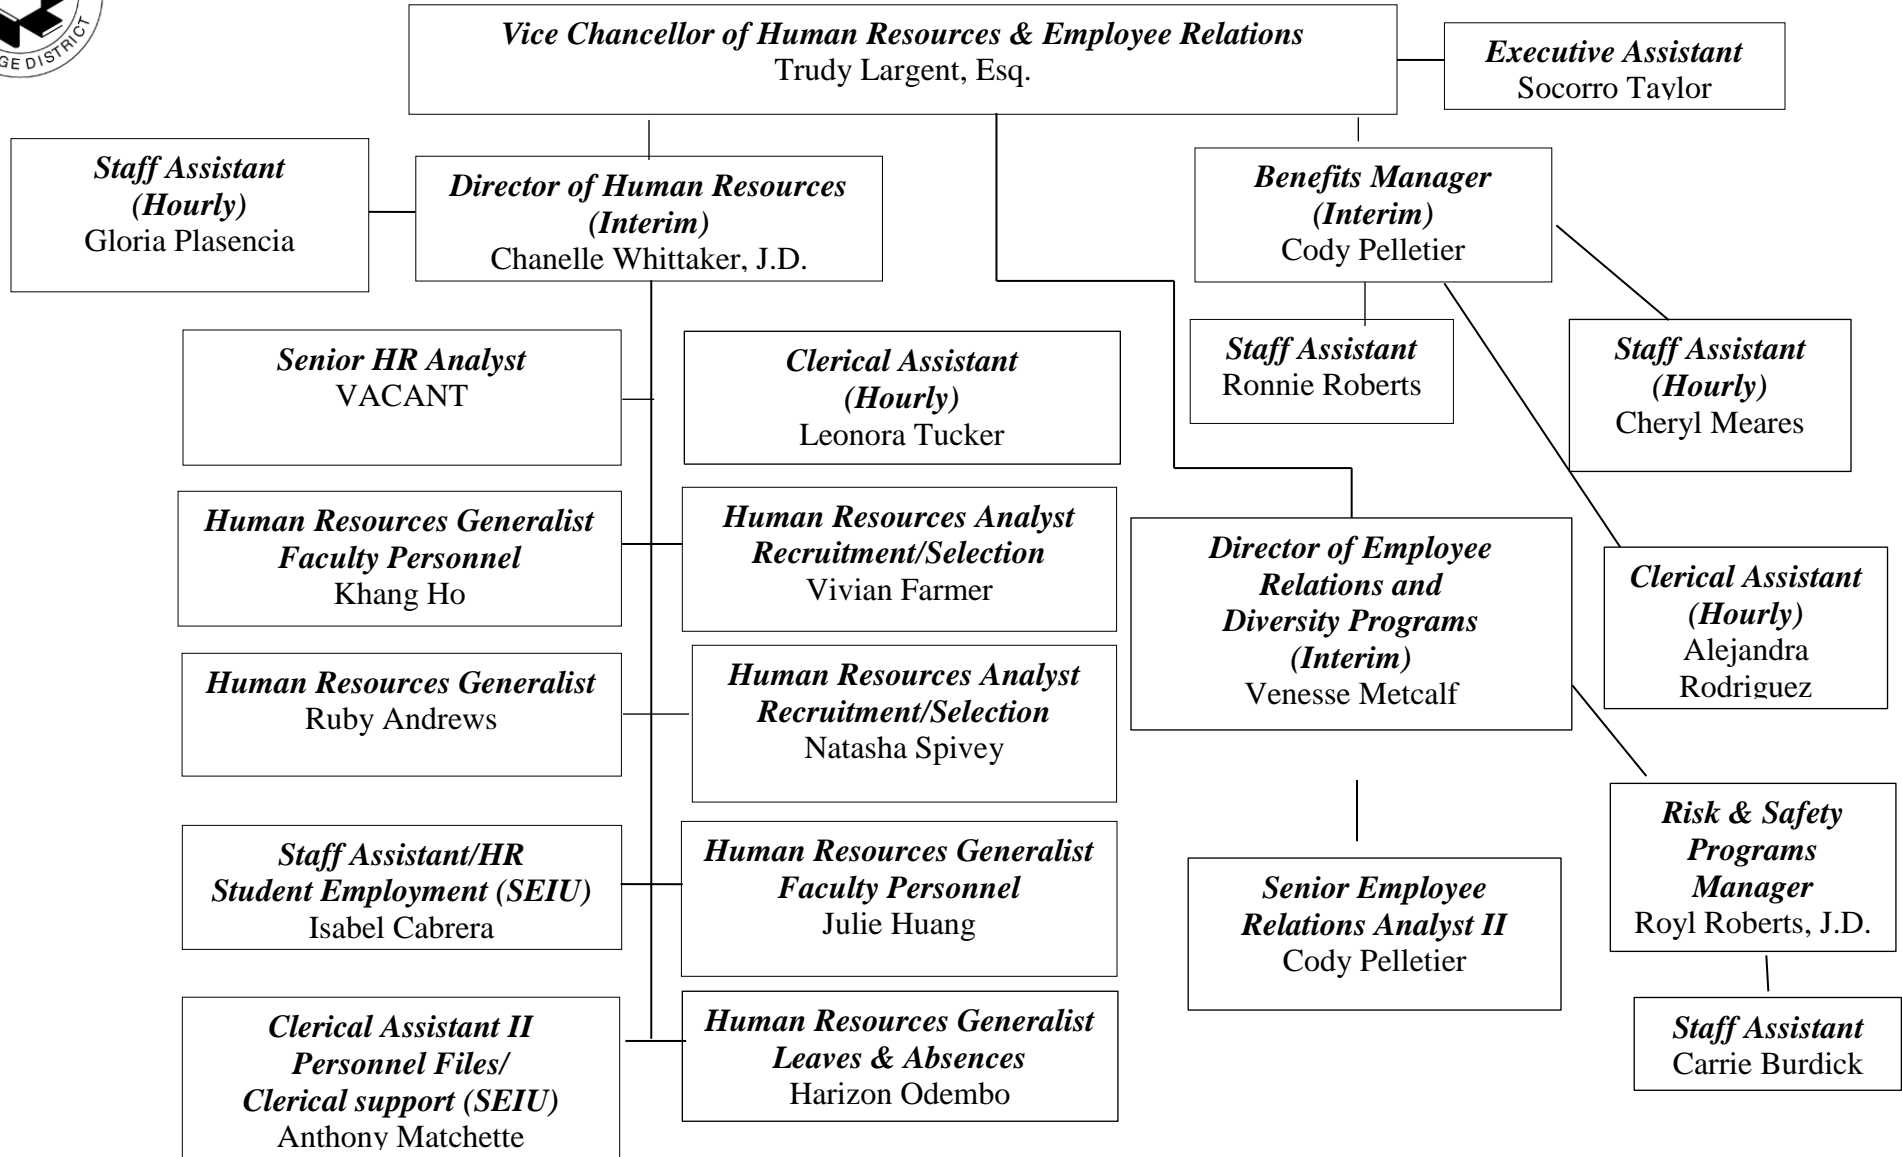 GE DISTRICT
Vice Chancellor of Human Resources & Employee Relations
Trudy Largent, Esq.
Executive Assistant
Socorro Taylor
Staff Assistant
(Hourly)
Gloria Plasencia
Director of Human Resources
(Interim)
Chanelle Whittaker, J.D.
Benefits Manager
(Interim)
Cody Pelletier
Senior HR Analyst
VACANT
Clerical Assistant
(Hourly)
Leonora Tucker
Staff Assistant
Ronnie Roberts
Staff Assistant
(Hourly)
Cheryl Meares
Human Resources Generalist
Faculty Personnel
Khang Ho
Human Resources Analyst
Recruitment/Selection
Vivian Farmer
Director of Employee
Relations and
Diversity Programs
(Interim)
Venesse Metcalf
Clerical Assistant
(Hourly)
Alejandra
Rodriguez
Human Resources Generalist
Ruby Andrews
Human Resources Analyst
Recruitment/Selection
Natasha Spivey
Staff Assistant/HR
Student Employment (SEIU)
Isabel Cabrera
Human Resources Generalist
Faculty Personnel
Julie Huang
Senior Employee
Relations Analyst II
Cody Pelletier
Risk & Safety
Programs
Manager
Royl Roberts, J.D.
Clerical Assistant II
Personnel Files/
Clerical support (SEIU)
Anthony Matchette
Human Resources Generalist
Leaves & Absences
Harizon Odembo
Staff Assistant
Carrie Burdick